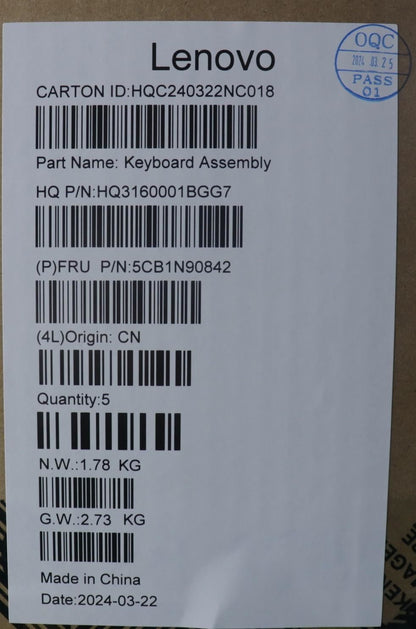 Lenovo
OQC
2024.03.25
PASS
01
CARTON ID:HQC240322NC018
Part Name: Keyboard Assembly
HQ P/N:HQ3160001BGG7
(P)FRU P/N:5CB1N90842
(4L)Origin: CN
Quantity:5
N.W.:1.78 KG
G.W.:2.73 KG
Made in China
Date:2024-03-22